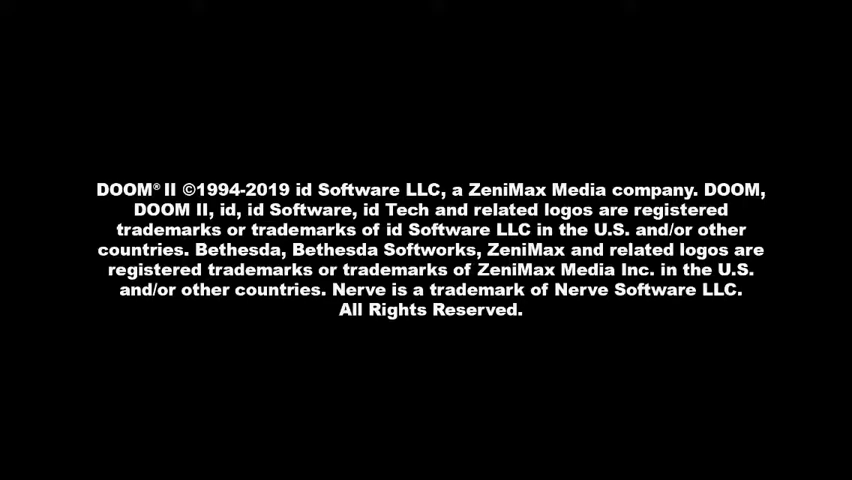 DOOM® II ©1994-2019 id Software LLC, a ZeniMax Media company. DOOM,
DOOM II, id, id Software, id Tech and related logos are registered
trademarks or trademarks of id Software LLC in the U.S. and/or other
countries. Bethesda, Bethesda Softworks, ZeniMax and related logos are
registered trademarks or trademarks of ZeniMax Media Inc. in the U.S.
and/or other countries. Nerve is a trademark of Nerve Software LLC.
All Rights Reserved.